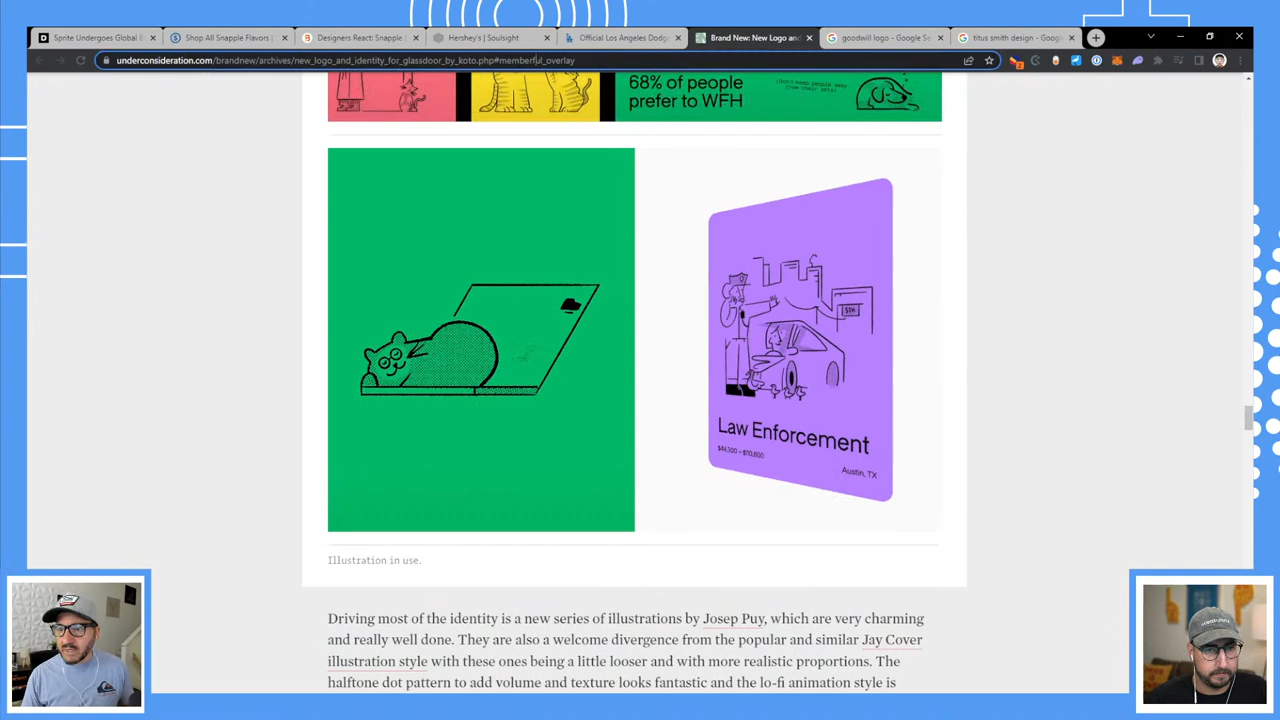 Sprite Undergoes Global
Shop All Snapple Flavors |
Designers React: Snapple
Hershey's | Soulsight
Official Los Angeles Dodg
Brand New: New Logo and
goodwill logo - Google Se
titus smith design - Google
underconsideration.com/brandnew/archives/new_logo_and_identity_for_glassdoor_by_koto.php#memberful_overlay
68% of people
prefer to WFH
Law Enforcement
Austin, TX
Illustration in use.
Driving most of the identity is a new series of illustrations by Josep Puy, which are very charming
and really well done. They are also a welcome divergence from the popular and similar Jay Cover
illustration style with these ones being a little looser and with more realistic proportions. The
halftone dot pattern to add volume and texture looks fantastic and the lo-fi animation style is